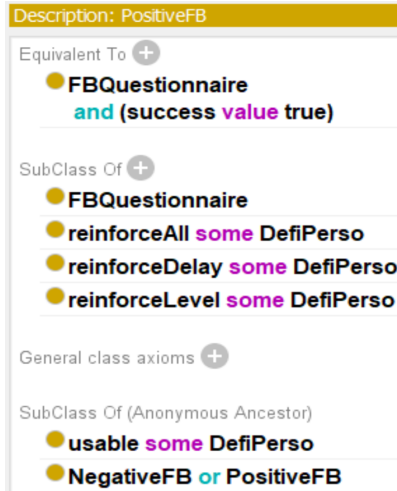 Description: PositiveFB
Equivalent To
FBQuestionnaire
and (success value true)
SubClass Of
FBQuestionnaire
reinforceAll some DefiPerso
reinforceDelay some DefiPerso
reinforceLevel some DefiPerso
General class axioms
SubClass Of (Anonymous Ancestor)
usable some DefiPerso
NegativeFB or PositiveFB